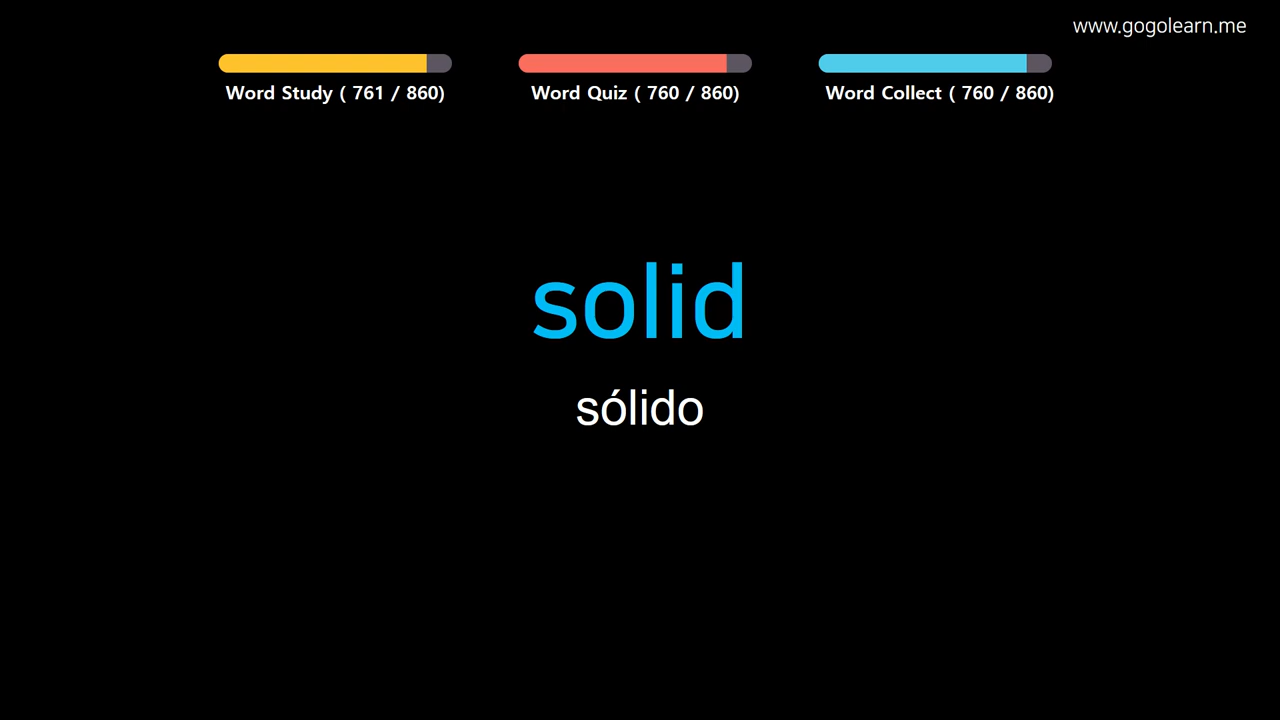 www.gogolearn.me
Word Study ( 761 / 860)
Word Quiz ( 760 / 860)
Word Collect ( 760 / 860)
solid
sólido